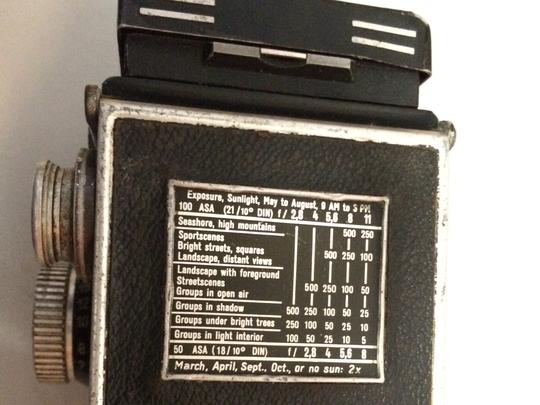 Exposure, Sunlight, May to August, 9 AM to 3 PM
100 ASA (21/10° DIN) f/ 2,8 4 5,6 8 11
Seashore, high mountains 500 250
Sportscenes
Bright streets, squares
Landscape, distant views 500 250 100
Landscape with foreground
Streetscenes
Groups in open air 500 250 100 50
Groups in shadow 500 250 100 50 25
Groups under bright trees 250 100 50 25 10
Groups in light interior 100 50 25 10 5
50 ASA (18/10° DIN) f/ 2,8 4 5,6 8
March, April, Sept., Oct., or no sun: 2x